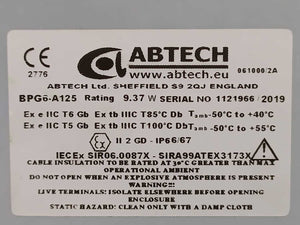 CE
2776
ABTECH
www.abtech.eu
061000/2A
ABTECH Ltd. SHEFFIELD S9 2QJ ENGLAND
BPG6-A125 Rating 9.37 W SERIAL NO 1121966 / 2019
Ex e IIC T6 Gb Ex tb IIIC T85°C Db Tamb-50°C to +40°C
Ex e IIC T5 Gb Ex tb IIIC T100°C Db Tamb-50°C to +55°C
Ex II 2 GD - IP66/67
IECEx SIR06.0087X - SIRA99ATEX3173X
CABLE INSULATION TO BE RATED AT 30°C GREATER THAN MAX
OPERATIONAL AMBIENT
DO NOT OPEN WHEN AN EXPLOSIVE ATMOSPHERE IS PRESENT
WARNING!!!
LIVE TERMINALS: ISOLATE ELSEWHERE BEFORE OPENING
ENCLOSURE
STATIC HAZARD: CLEAN ONLY WITH A DAMP CLOTH